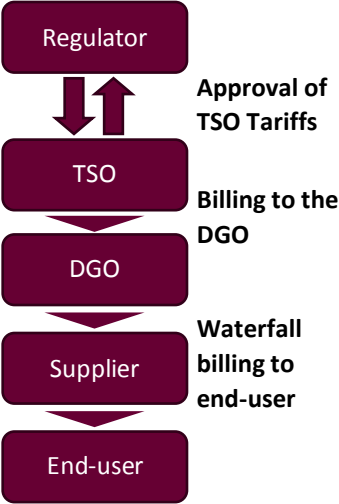 Regulator
Approval of
TSO Tariffs
TSO
Billing to the
DGO
DGO
Waterfall
billing to
end-user
Supplier
End-user